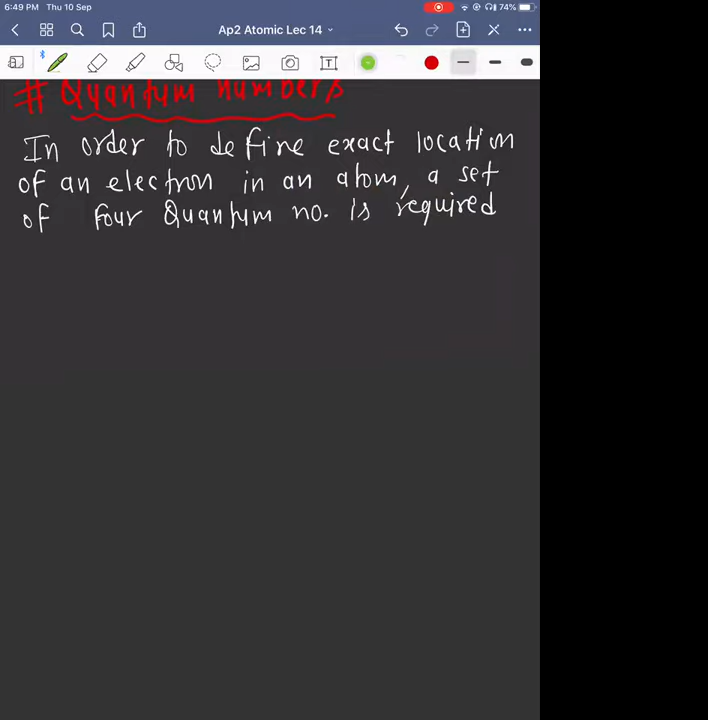 6:49 PM Thu 10 Sep
74%
Ap2 Atomic Lec 14
T
# Quantum numbers
In order to define exact location
of an electron in an atom, a set
of four Quantum no. is required